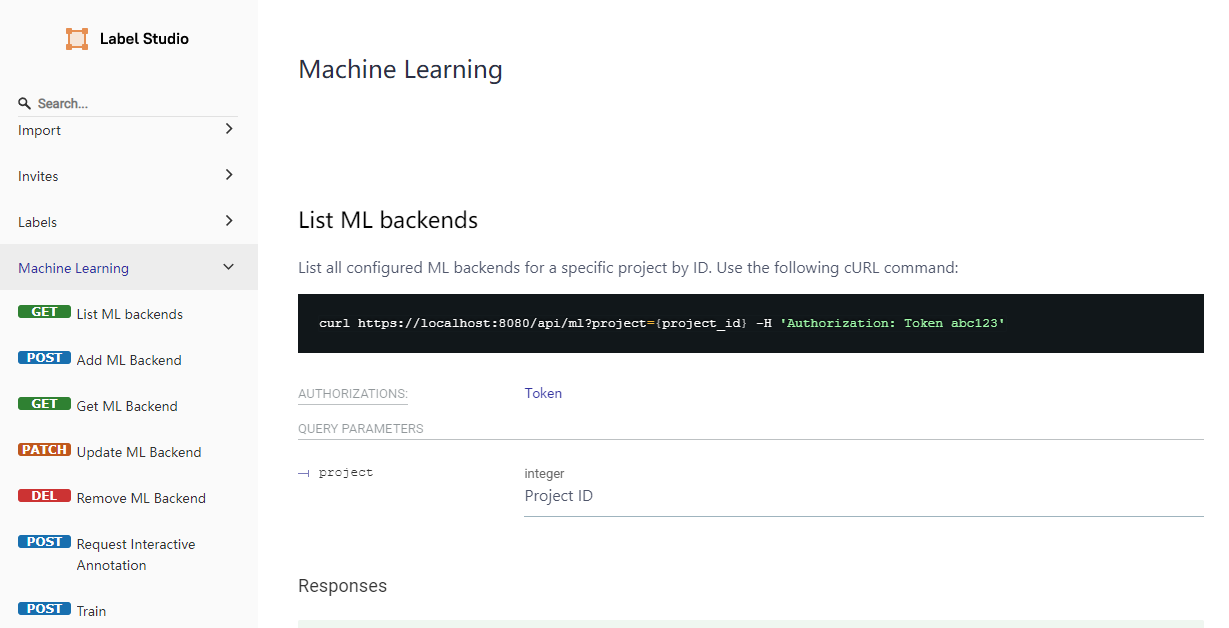 Label Studio
Search...
Import
Invites
Labels
Machine Learning
GET List ML backends
POST Add ML Backend
GET Get ML Backend
PATCH Update ML Backend
DEL Remove ML Backend
POST Request Interactive
Annotation
POST Train
Machine Learning
List ML backends
List all configured ML backends for a specific project by ID. Use the following cURL command:
curl https://localhost:8080/api/ml?project={project_id} -H 'Authorization: Token abc123'
AUTHORIZATIONS: Token
QUERY PARAMETERS
project integer
Project ID
Responses